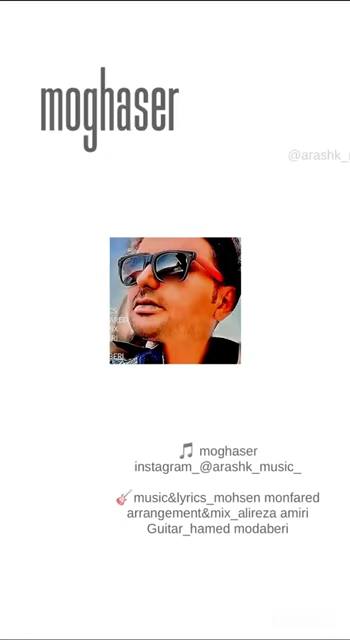 moghaser
@arashk_
🎵 moghaser
instagram_@arashk_music_
🎸music&lyrics_mohsen monfared
arrangement&mix_alireza amiri
Guitar_hamed modaberi